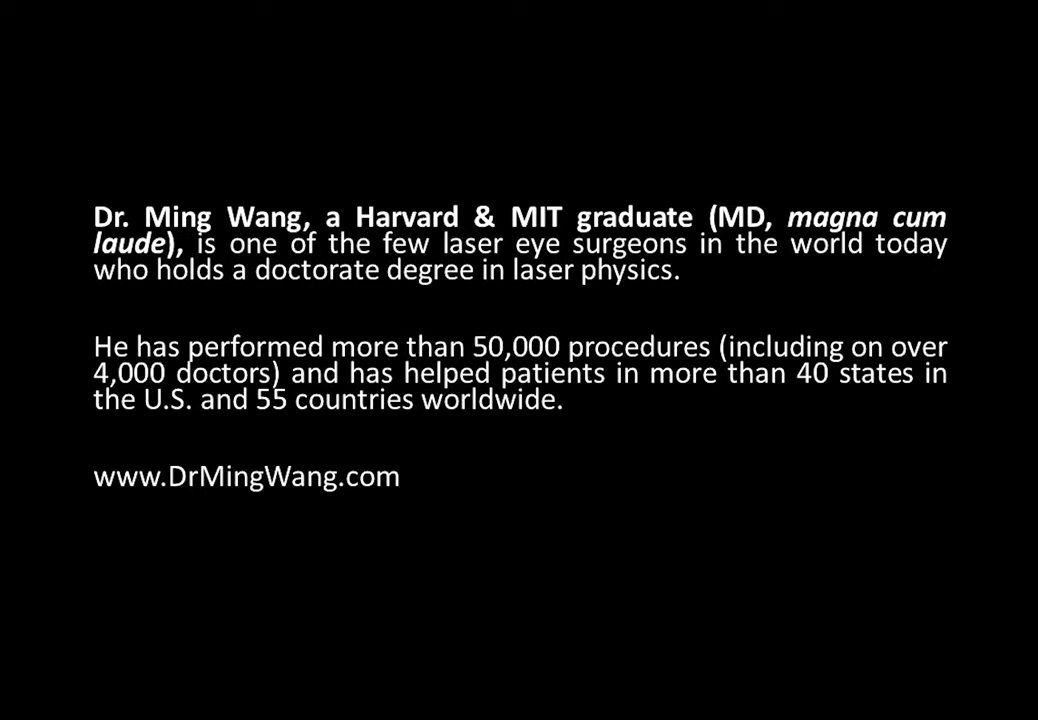 Dr. Ming Wang, a Harvard & MIT graduate (MD, magna cum
laude), is one of the few laser eye surgeons in the world today
who holds a doctorate degree in laser physics.
He has performed more than 50,000 procedures (including on over
4,000 doctors) and has helped patients in more than 40 states in
the U.S. and 55 countries worldwide.
www.DrMingWang.com